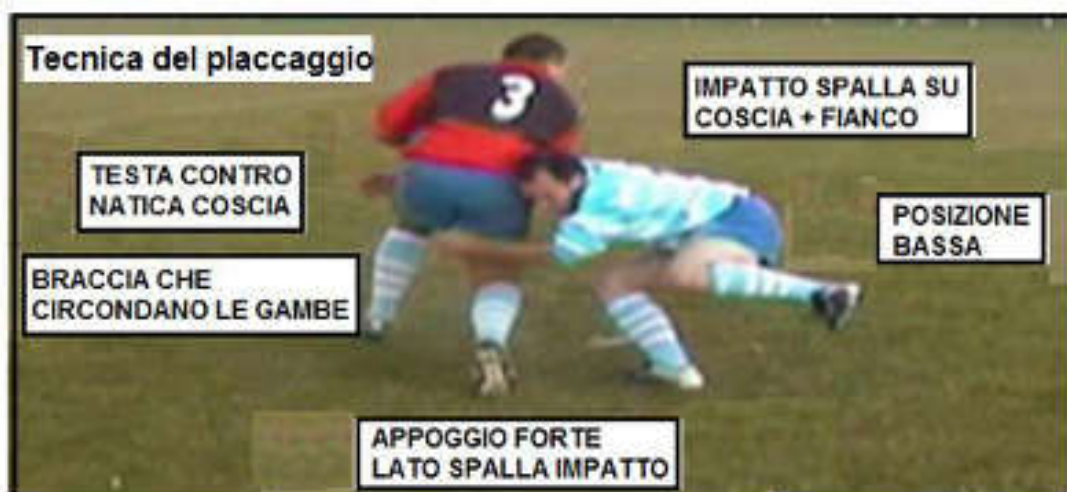 Tecnica del placcaggio
3
IMPATTO SPALLA SU
COSCIA + FIANCO
TESTA CONTRO
NATICA COSCIA
POSIZIONE
BASSA
BRACCIA CHE
CIRCONDANO LE GAMBE
APPOGGIO FORTE
LATO SPALLA IMPATTO